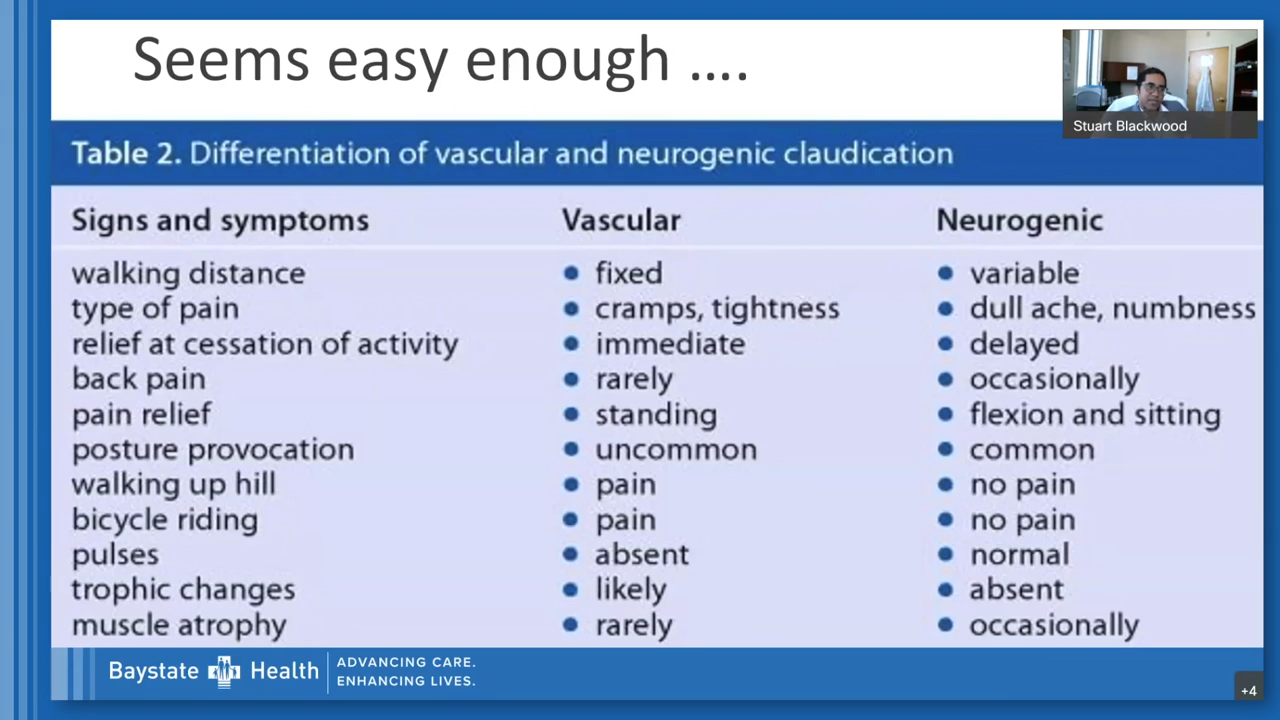 Seems easy enough ....
Stuart Blackwood
Table 2. Differentiation of vascular and neurogenic claudication
Signs and symptoms Vascular Neurogenic
walking distance • fixed • variable
type of pain • cramps, tightness • dull ache, numbness
relief at cessation of activity • immediate • delayed
back pain • rarely • occasionally
pain relief • standing • flexion and sitting
posture provocation • uncommon • common
walking up hill • pain • no pain
bicycle riding • pain • no pain
pulses • absent • normal
trophic changes • likely • absent
muscle atrophy • rarely • occasionally
Baystate Health
ADVANCING CARE.
ENHANCING LIVES.
+4